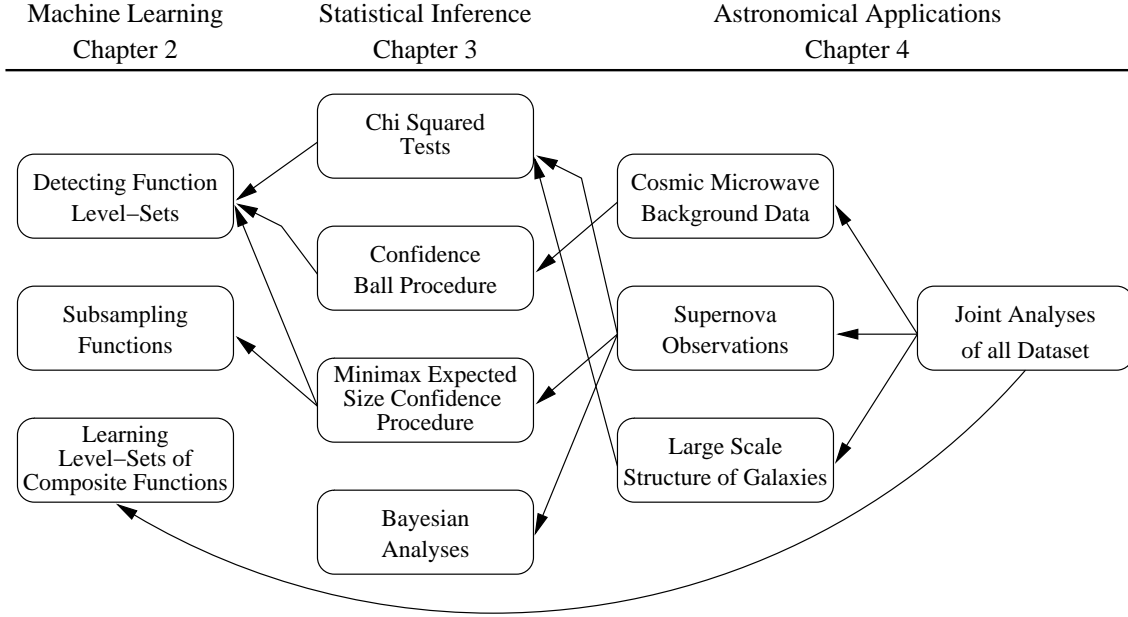 Machine Learning
Chapter 2
Statistical Inference
Chapter 3
Astronomical Applications
Chapter 4
Detecting Function
Level−Sets
Subsampling
Functions
Learning
Level−Sets of
Composite Functions
Chi Squared
Tests
Confidence
Ball Procedure
Minimax Expected
Size Confidence
Procedure
Bayesian
Analyses
Cosmic Microwave
Background Data
Supernova
Observations
Large Scale
Structure of Galaxies
Joint Analyses
of all Dataset